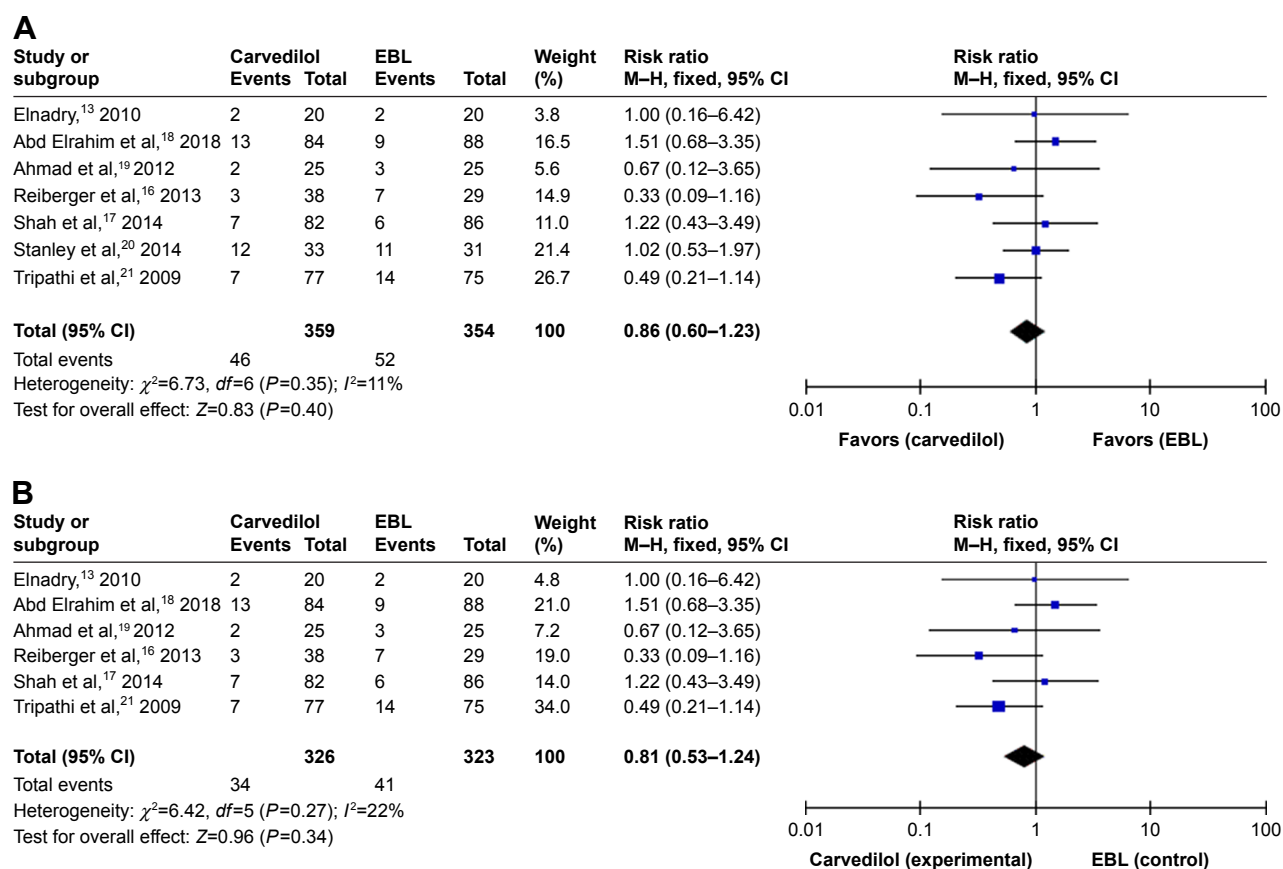 A
Study or subgroup Carvedilol Events Total EBL Events Total Weight (%) Risk ratio M–H, fixed, 95% CI Risk ratio M–H, fixed, 95% CI
Elnadry,13 2010 2 20 2 20 3.8 1.00 (0.16–6.42)
Abd Elrahim et al,18 2018 13 84 9 88 16.5 1.51 (0.68–3.35)
Ahmad et al,19 2012 2 25 3 25 5.6 0.67 (0.12–3.65)
Reiberger et al,16 2013 3 38 7 29 14.9 0.33 (0.09–1.16)
Shah et al,17 2014 7 82 6 86 11.0 1.22 (0.43–3.49)
Stanley et al,20 2014 12 33 11 31 21.4 1.02 (0.53–1.97)
Tripathi et al,21 2009 7 77 14 75 26.7 0.49 (0.21–1.14)
Total (95% CI) 359 354 100 0.86 (0.60–1.23)
Total events 46 52
Heterogeneity: χ2=6.73, df=6 (P=0.35); I2=11%
Test for overall effect: Z=0.83 (P=0.40)
0.01 0.1 1 10 100
Favors (carvedilol) Favors (EBL)
B
Study or subgroup Carvedilol Events Total EBL Events Total Weight (%) Risk ratio M–H, fixed, 95% CI Risk ratio M–H, fixed, 95% CI
Elnadry,13 2010 2 20 2 20 4.8 1.00 (0.16–6.42)
Abd Elrahim et al,18 2018 13 84 9 88 21.0 1.51 (0.68–3.35)
Ahmad et al,19 2012 2 25 3 25 7.2 0.67 (0.12–3.65)
Reiberger et al,16 2013 3 38 7 29 19.0 0.33 (0.09–1.16)
Shah et al,17 2014 7 82 6 86 14.0 1.22 (0.43–3.49)
Tripathi et al,21 2009 7 77 14 75 34.0 0.49 (0.21–1.14)
Total (95% CI) 326 323 100 0.81 (0.53–1.24)
Total events 34 41
Heterogeneity: χ2=6.42, df=5 (P=0.27); I2=22%
Test for overall effect: Z=0.96 (P=0.34)
0.01 0.1 1 10 100
Carvedilol (experimental) EBL (control)